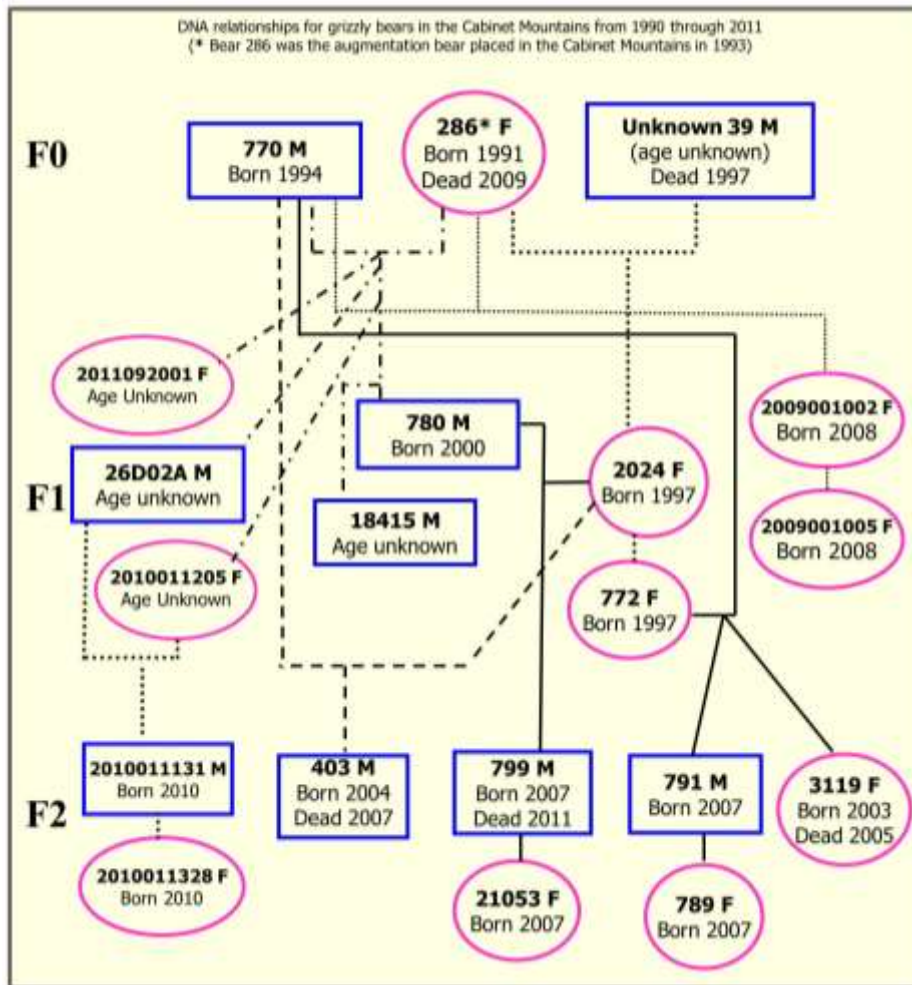 DNA relationships for grizzly bears in the Cabinet Mountains from 1990 through 2011
(* Bear 286 was the augmentation bear placed in the Cabinet Mountains in 1993)
F0
770 M
Born 1994
286* F
Born 1991
Dead 2009
Unknown 39 M
(age unknown)
Dead 1997
F1
2011092001 F
Age Unknown
26D02A M
Age unknown
2010011205 F
Age Unknown
780 M
Born 2000
18415 M
Age unknown
2024 F
Born 1997
772 F
Born 1997
2009001002 F
Born 2008
2009001005 F
Born 2008
F2
2010011131 M
Born 2010
2010011328 F
Born 2010
403 M
Born 2004
Dead 2007
799 M
Born 2007
Dead 2011
21053 F
Born 2007
791 M
Born 2007
789 F
Born 2007
3119 F
Born 2003
Dead 2005